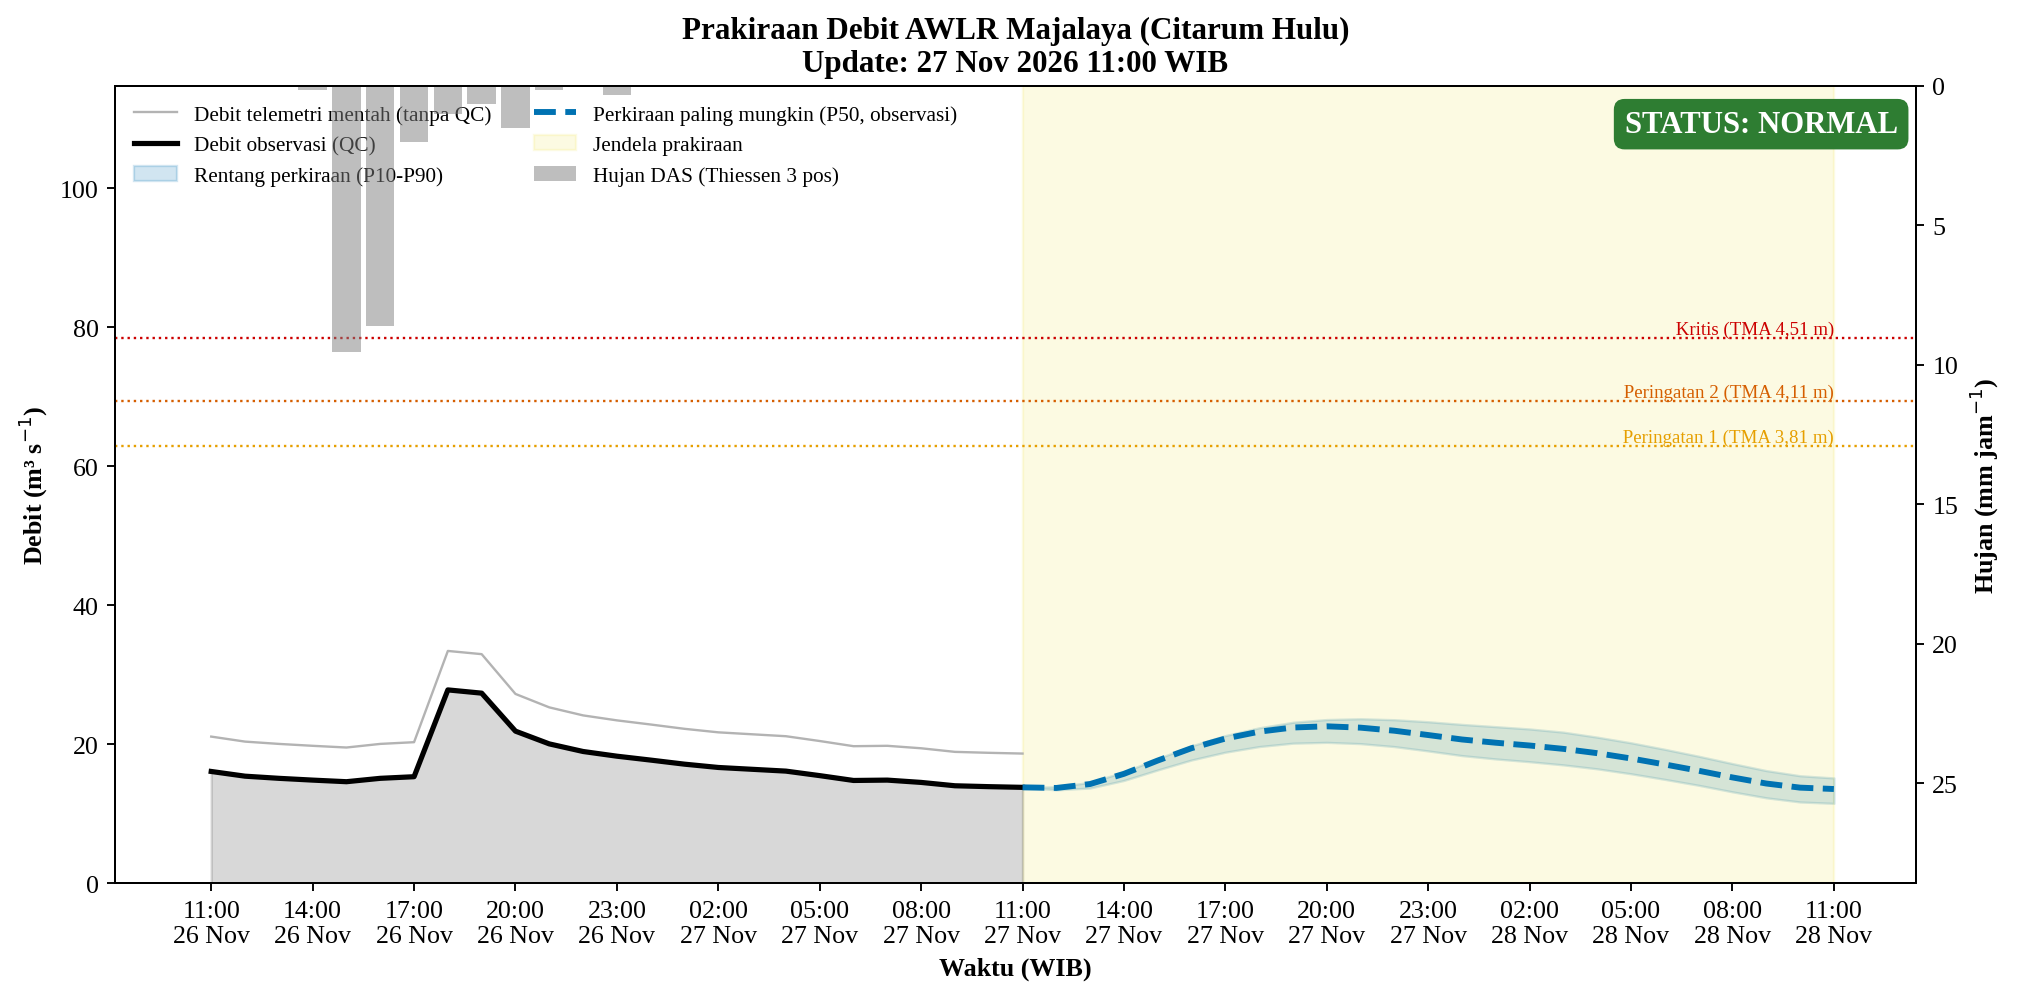 Prakiraan Debit AWLR Majalaya (Citarum Hulu)
Update: 27 Nov 2026 11:00 WIB
Debit telemetri mentah (tanpa QC)
Debit observasi (QC)
Rentang perkiraan (P10-P90)
Perkiraan paling mungkin (P50, observasi)
Jendela prakiraan
Hujan DAS (Thiessen 3 pos)
STATUS: NORMAL
Kritis (TMA 4,51 m)
Peringatan 2 (TMA 4,11 m)
Peringatan 1 (TMA 3,81 m)
Debit (m³ s⁻¹)
100
80
60
40
20
0
Hujan (mm jam⁻¹)
0
5
10
15
20
25
11:00 14:00 17:00 20:00 23:00 02:00 05:00 08:00 11:00 14:00 17:00 20:00 23:00 02:00 05:00 08:00 11:00
26 Nov 26 Nov 26 Nov 26 Nov 26 Nov 27 Nov 27 Nov 27 Nov 27 Nov 27 Nov 27 Nov 27 Nov 27 Nov 28 Nov 28 Nov 28 Nov 28 Nov
Waktu (WIB)